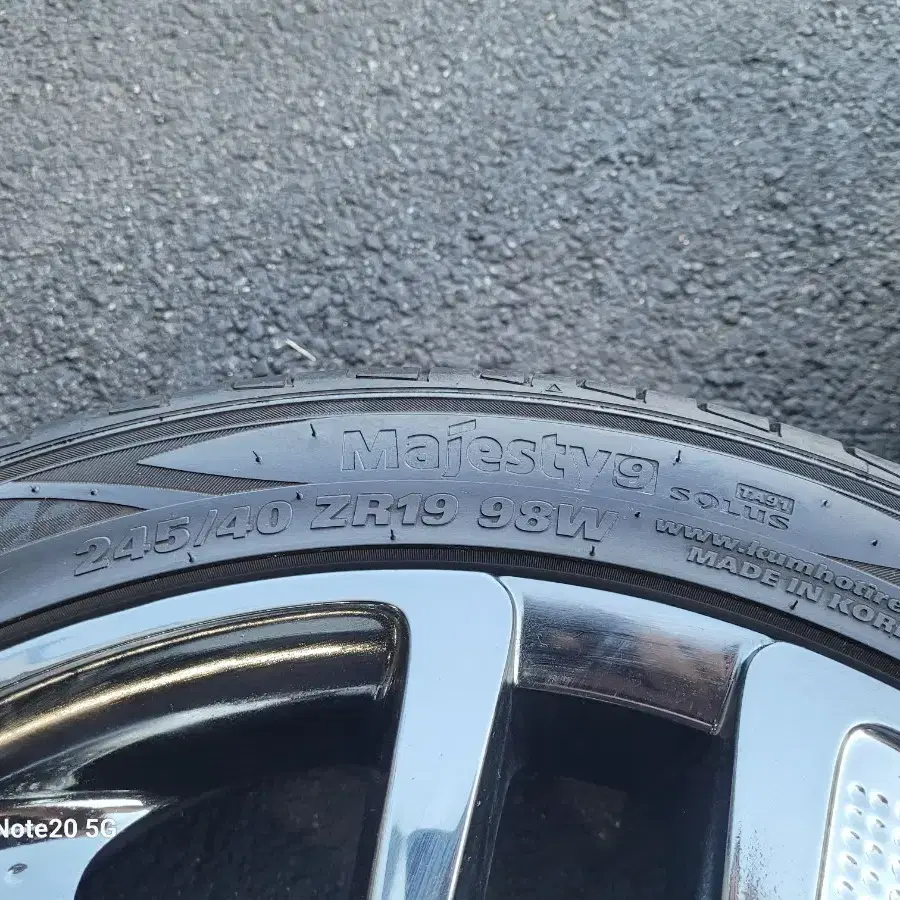 Majesty9
SOLUS TA91
245/40 ZR19 98W
www.kumhotire
MADE IN KOR
Note20 5G